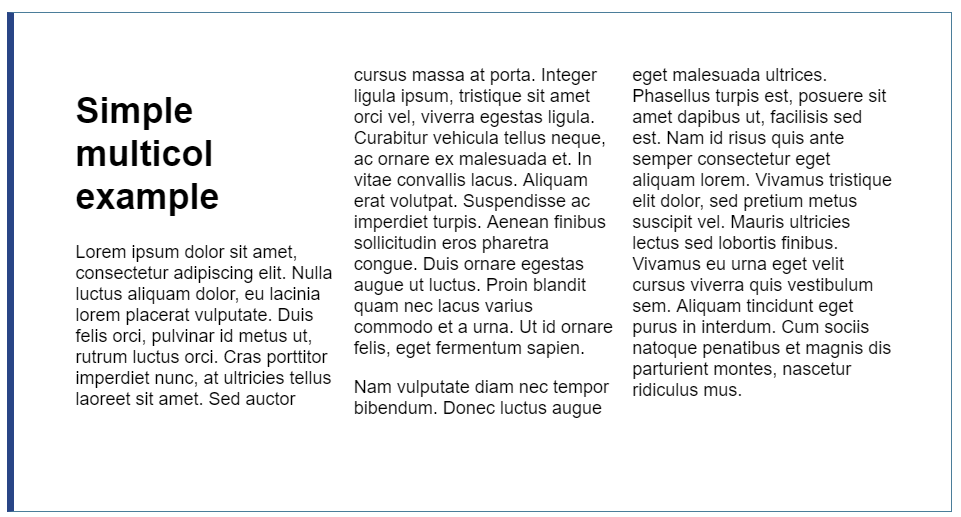 Simple
multicol
example
Lorem ipsum dolor sit amet,
consectetur adipiscing elit. Nulla
luctus aliquam dolor, eu lacinia
lorem placerat vulputate. Duis
felis orci, pulvinar id metus ut,
rutrum luctus orci. Cras porttitor
imperdiet nunc, at ultricies tellus
laoreet sit amet. Sed auctor
cursus massa at porta. Integer
ligula ipsum, tristique sit amet
orci vel, viverra egestas ligula.
Curabitur vehicula tellus neque,
ac ornare ex malesuada et. In
vitae convallis lacus. Aliquam
erat volutpat. Suspendisse ac
imperdiet turpis. Aenean finibus
sollicitudin eros pharetra
congue. Duis ornare egestas
augue ut luctus. Proin blandit
quam nec lacus varius
commodo et a urna. Ut id ornare
felis, eget fermentum sapien.
Nam vulputate diam nec tempor
bibendum. Donec luctus augue
eget malesuada ultrices.
Phasellus turpis est, posuere sit
amet dapibus ut, facilisis sed
est. Nam id risus quis ante
semper consectetur eget
aliquam lorem. Vivamus tristique
elit dolor, sed pretium metus
suscipit vel. Mauris ultricies
lectus sed lobortis finibus.
Vivamus eu urna eget velit
cursus viverra quis vestibulum
sem. Aliquam tincidunt eget
purus in interdum. Cum sociis
natoque penatibus et magnis dis
parturient montes, nascetur
ridiculus mus.